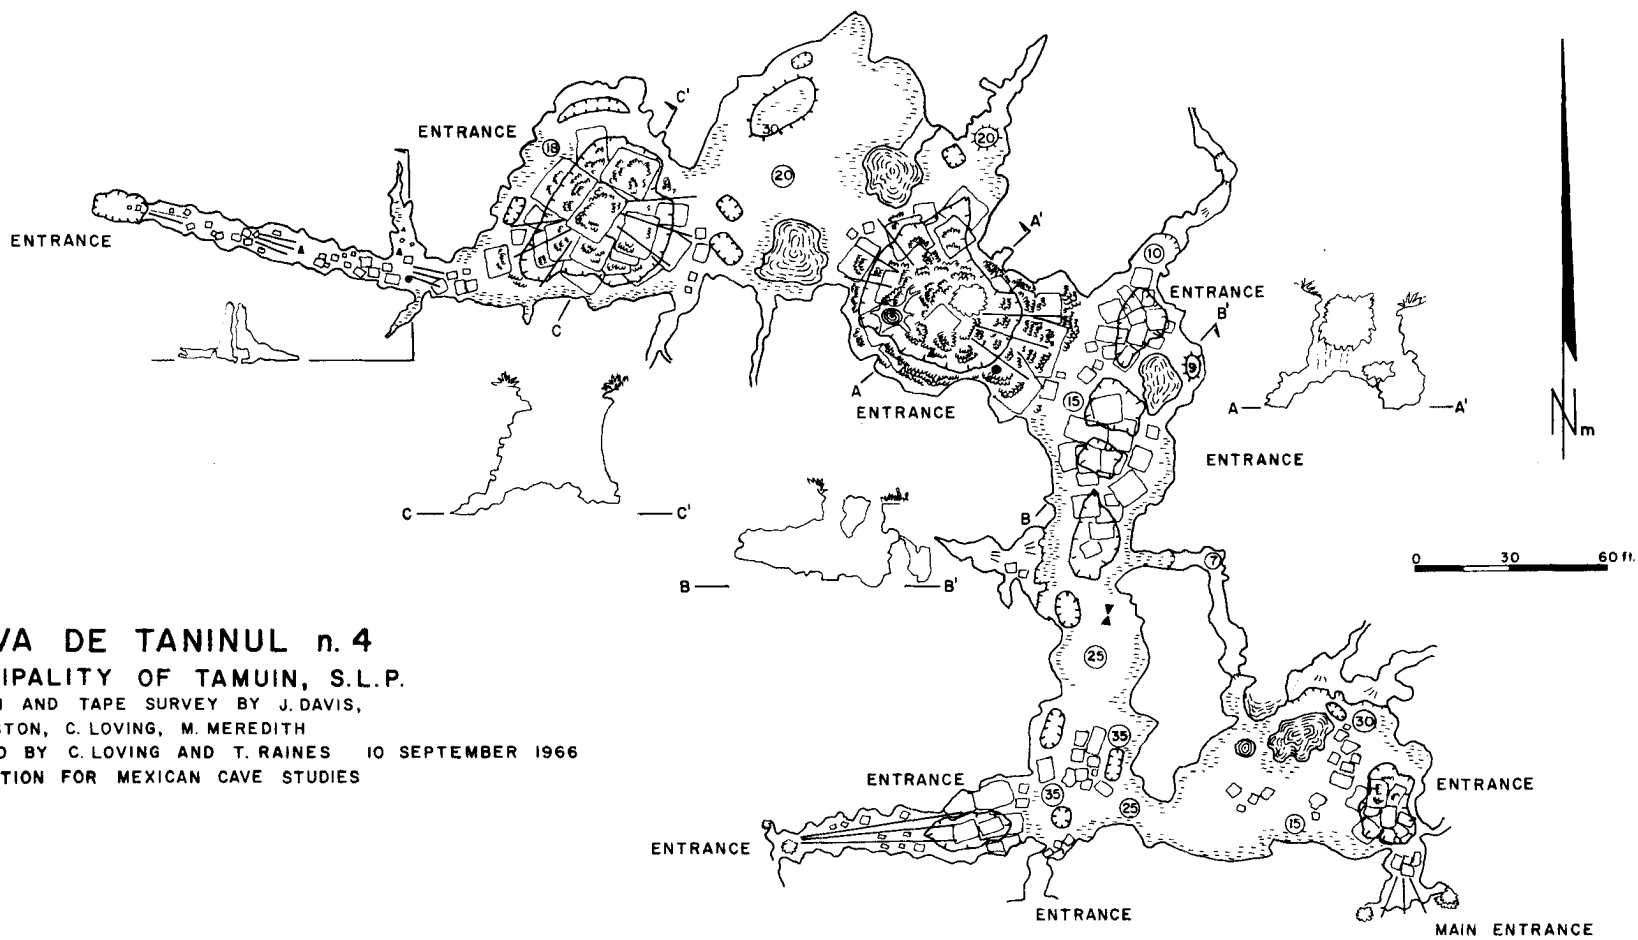 ENTRANCE
C'
18
30
20
20
ENTRANCE
A'
10
ENTRANCE
B'
C
9
A
ENTRANCE
15
A
A'
N
m
ENTRANCE
C
C'
B
B
B'
7
0 30 60 ft.
VA DE TANINUL n. 4
IPALITY OF TAMUIN, S.L.P.
AND TAPE SURVEY BY J. DAVIS,
STON, C. LOVING, M. MEREDITH
D BY C. LOVING AND T. RAINES 10 SEPTEMBER 1966
TION FOR MEXICAN CAVE STUDIES
25
30
35
ENTRANCE
35
25
15
ENTRANCE
ENTRANCE
ENTRANCE
MAIN ENTRANCE